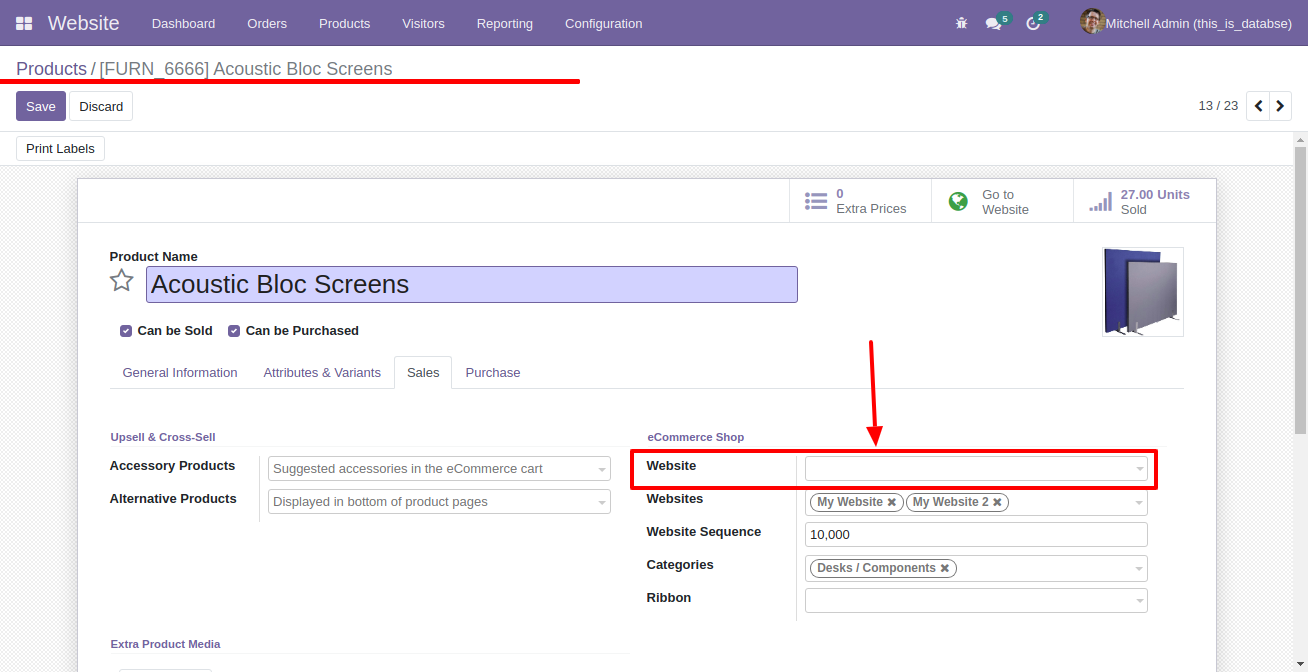 Website Dashboard Orders Products Visitors Reporting Configuration 5 2 Mitchell Admin (this_is_databse)
Products / [FURN_6666] Acoustic Bloc Screens
Save Discard 13 / 23
Print Labels
0 Extra Prices
Go to Website
27.00 Units Sold
Product Name
Acoustic Bloc Screens
Can be Sold Can be Purchased
General Information Attributes & Variants Sales Purchase
Upsell & Cross-Sell
Accessory Products Suggested accessories in the eCommerce cart
Alternative Products Displayed in bottom of product pages
eCommerce Shop
Website
Websites My Website My Website 2
Website Sequence 10,000
Categories Desks / Components
Ribbon
Extra Product Media